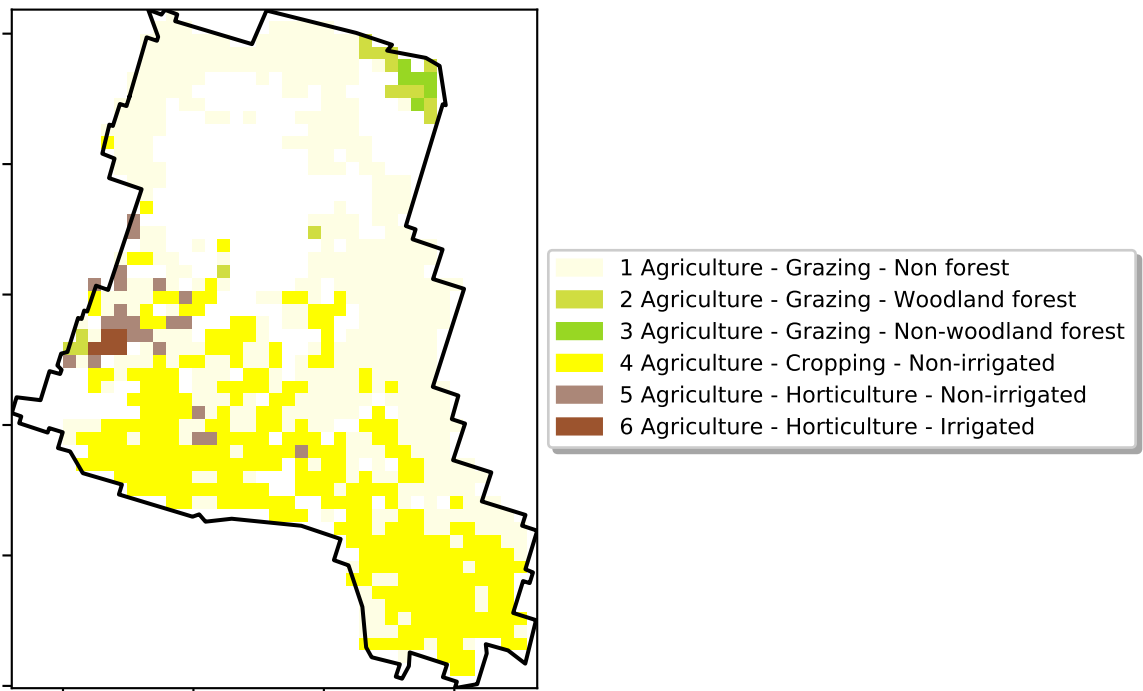 1 Agriculture - Grazing - Non forest
2 Agriculture - Grazing - Woodland forest
3 Agriculture - Grazing - Non-woodland forest
4 Agriculture - Cropping - Non-irrigated
5 Agriculture - Horticulture - Non-irrigated
6 Agriculture - Horticulture - Irrigated